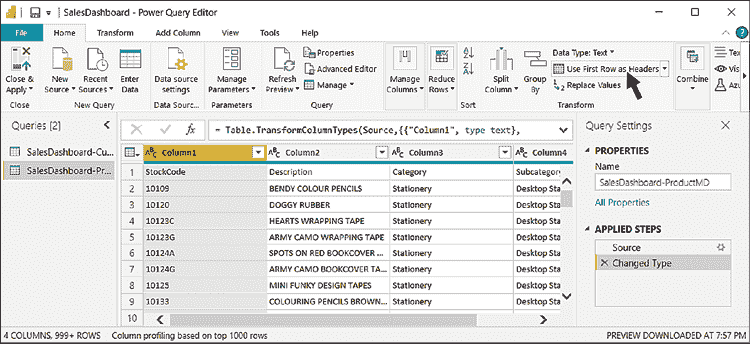 SalesDashboard - Power Query Editor
File Home Transform Add Column View Tools Help
Close & Apply New Source Recent Sources Enter Data Data source settings Manage Parameters Refresh Preview Properties Advanced Editor Manage Manage Columns Reduce Rows Split Column Group By Data Type: Text Use First Row as Headers Replace Values Combine Text Visi Azu
Close New Query Data Sourc... Parameters Query Sort Transform
Queries [2]
SalesDashboard-Cu...
SalesDashboard-Pr...
= Table.TransformColumnTypes(Source,{{"Column1", type text},
Column1 Column2 Column3 Column4
1 StockCode Description Category Subcategory
2 10109 BENDY COLOUR PENCILS Stationery Desktop Sta
3 10120 DOGGY RUBBER Stationery Desktop Sta
4 10123C HEARTS WRAPPING TAPE Stationery Desktop Sta
5 10123G ARMY CAMO WRAPPING TAPE Stationery Desktop Sta
6 10124A SPOTS ON RED BOOKCOVER ... Stationery Desktop Sta
7 10124G ARMY CAMO BOOKCOVER TA... Stationery Desktop Sta
8 10125 MINI FUNKY DESIGN TAPES Stationery Desktop Sta
9 10133 COLOURING PENCILS BROWN... Stationery Desktop Sta
10
Query Settings
PROPERTIES
Name
SalesDashboard-ProductMD
All Properties
APPLIED STEPS
Source
Changed Type
4 COLUMNS, 999+ ROWS Column profiling based on top 1000 rows PREVIEW DOWNLOADED AT 7:57 PM